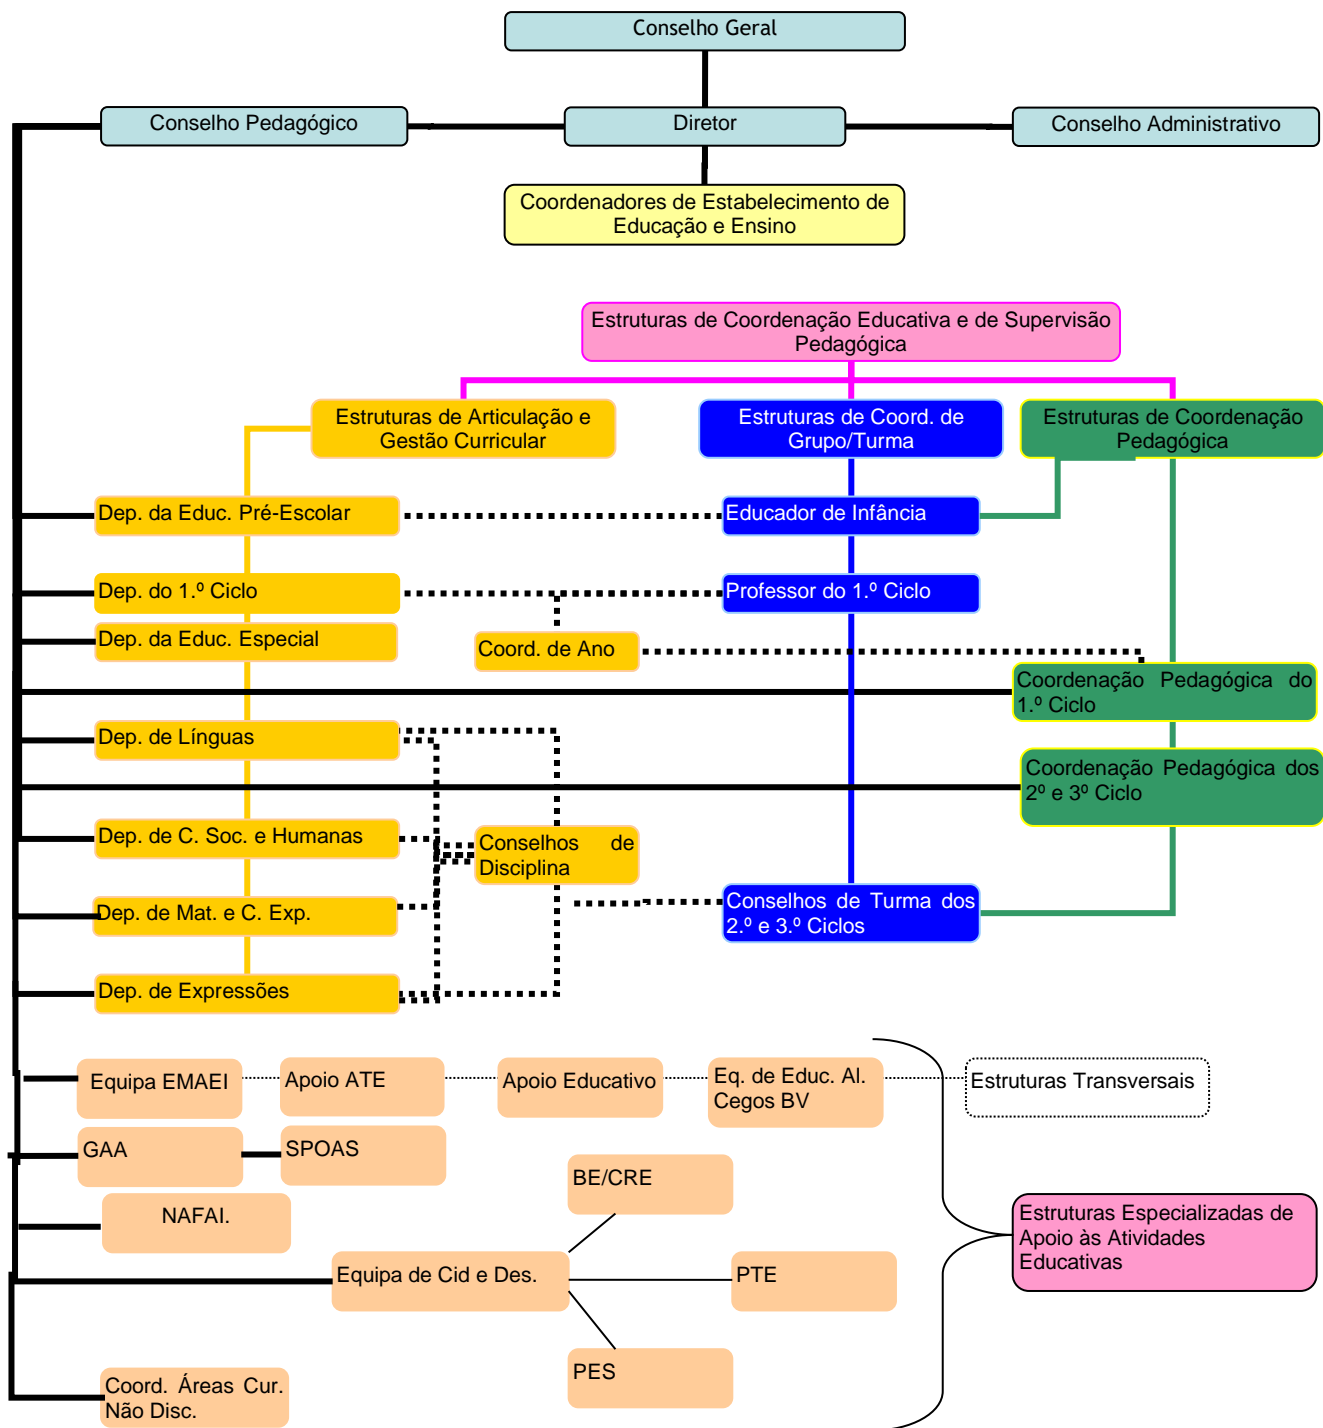 Conselho Geral
Conselho Pedagógico
Diretor
Conselho Administrativo
Coordenadores de Estabelecimento de
Educação e Ensino
Estruturas de Coordenação Educativa e de Supervisão
Pedagógica
Estruturas de Articulação e
Gestão Curricular
Estruturas de Coord. de
Grupo/Turma
Estruturas de Coordenação
Pedagógica
Dep. da Educ. Pré-Escolar
Educador de Infância
Dep. do 1.º Ciclo
Professor do 1.º Ciclo
Dep. da Educ. Especial
Coord. de Ano
Coordenação Pedagógica do
1.º Ciclo
Dep. de Línguas
Coordenação Pedagógica dos
2º e 3º Ciclo
Dep. de C. Soc. e Humanas
Conselhos de
Disciplina
Dep. de Mat. e C. Exp.
Conselhos de Turma dos
2.º e 3.º Ciclos
Dep. de Expressões
Equipa EMAEI
Apoio ATE
Apoio Educativo
Eq. de Educ. Al.
Cegos BV
Estruturas Transversais
GAA
SPOAS
BE/CRE
NAFAI.
Estruturas Especializadas de
Apoio às Atividades
Educativas
Equipa de Cid e Des.
PTE
PES
Coord. Áreas Cur.
Não Disc.